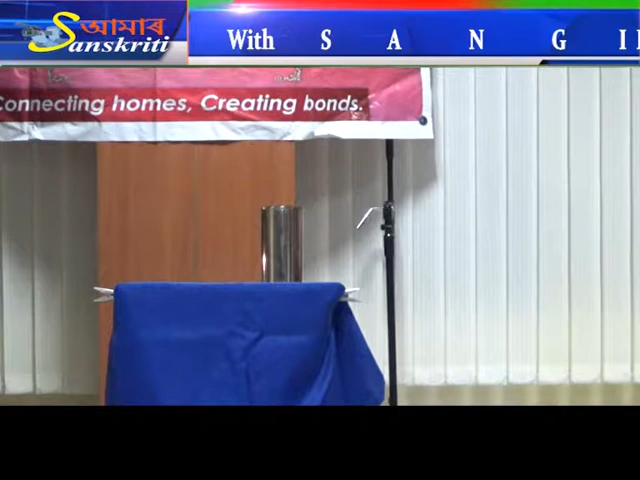 আমাৰ
Sanskriti
With S A N G I
Connecting homes, Creating bonds.